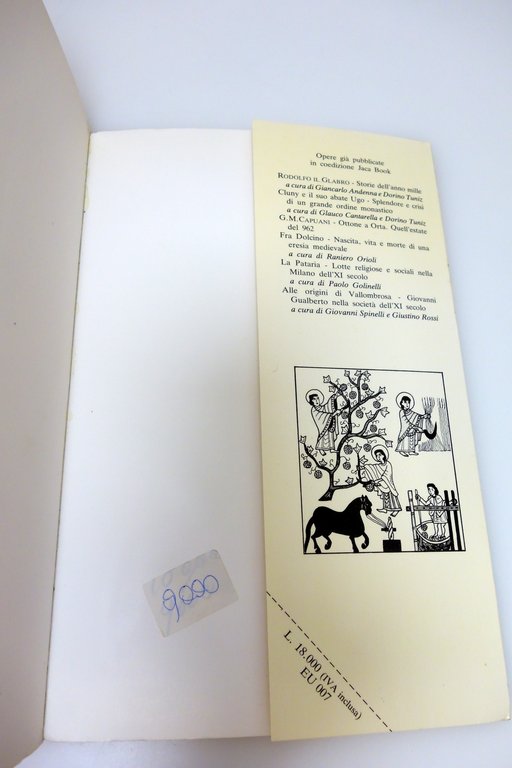 Opere già pubblicate
in coedizione Jaca Book
RODOLFO IL GLABRO - Storie dell'anno mille
a cura di Giancarlo Andenna e Dorino Tuniz
Cluny e il suo abate Ugo - Splendore e crisi
di un grande ordine monastico
a cura di Glauco Cantarella e Dorino Tuniz
G.M. CAPUANI - Ottone a Orta. Quell'estate
del 962
Fra Dolcino - Nascita, vita e morte di una
eresia medievale
a cura di Raniero Orioli
La Pataria - Lotte religiose e sociali nella
Milano dell'XI secolo
a cura di Paolo Golinelli
Alle origini di Vallombrosa - Giovanni
Gualberto nella società dell'XI secolo
a cura di Giovanni Spinelli e Giustino Rossi
9000
L. 18.000 (IVA inclusa)
EU 007